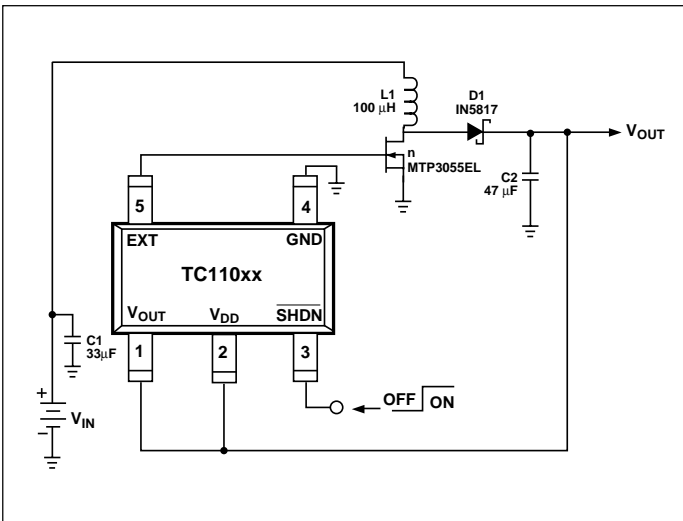 L1
100 µH
D1
IN5817
VOUT
n
MTP3055EL
C2
47 µF
5
4
EXT
GND
TC110xx
VOUT
VDD
SHDN
C1
33µF
1
2
3
OFF ON
+
VIN
–